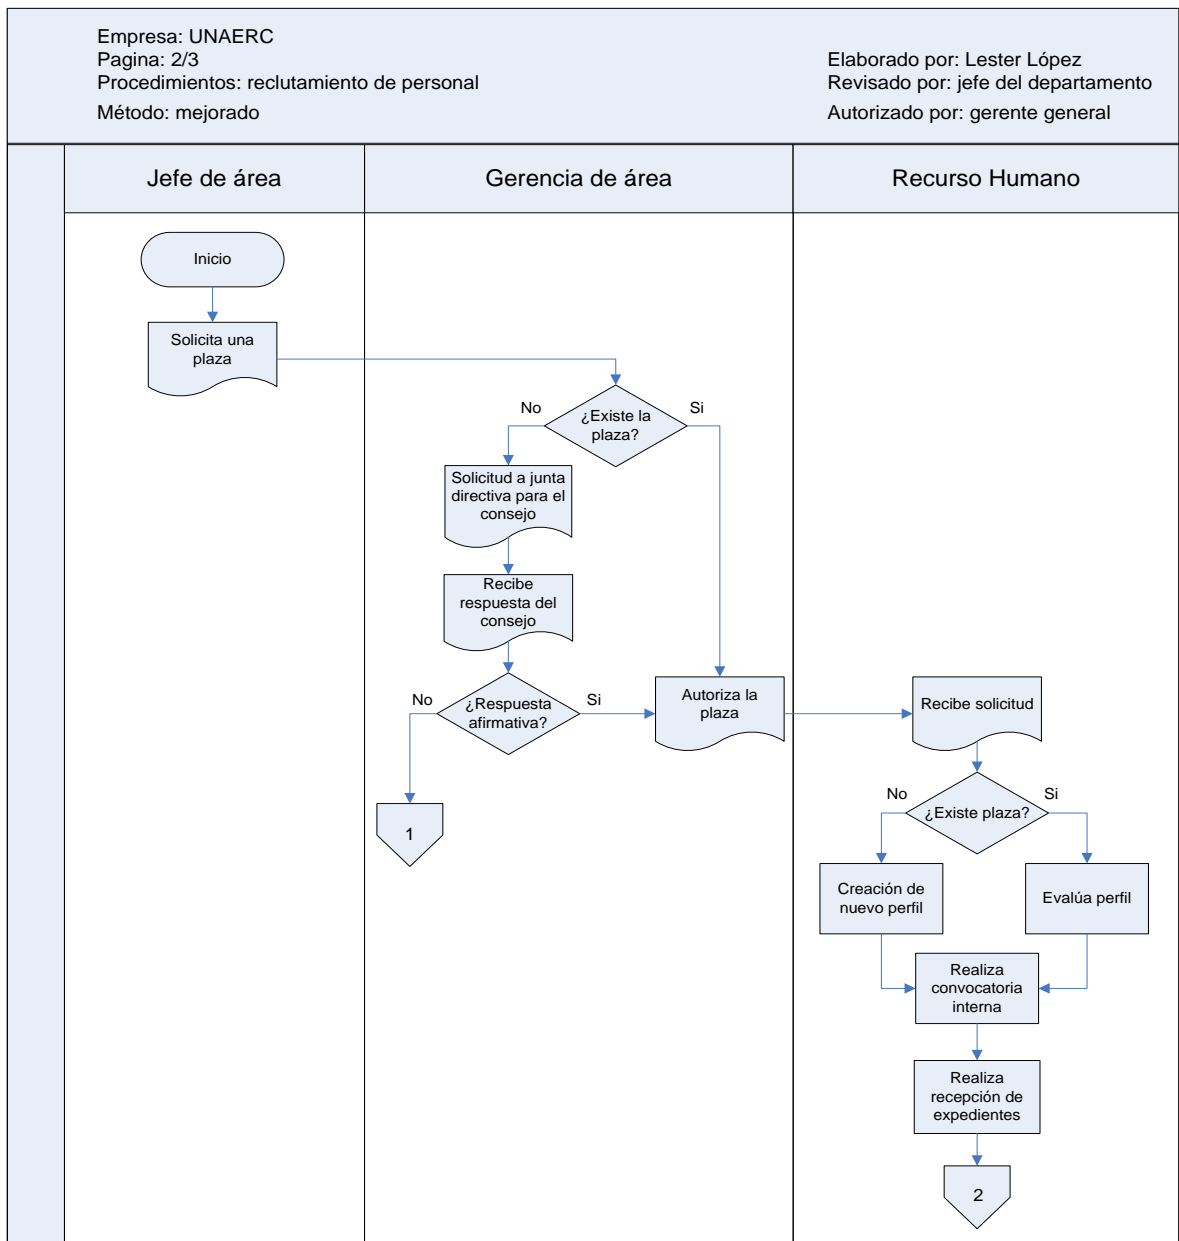 Empresa: UNAERC
Pagina: 2/3
Procedimientos: reclutamiento de personal
Método: mejorado
Elaborado por: Lester López
Revisado por: jefe del departamento
Autorizado por: gerente general
Jefe de área
Gerencia de área
Recurso Humano
Inicio
Solicita una
plaza
¿Existe la
plaza?
No
Si
Solicitud a junta
directiva para el
consejo
Recibe
respuesta del
consejo
¿Respuesta
afirmativa?
No
Si
Autoriza la
plaza
1
Recibe solicitud
¿Existe plaza?
No
Si
Creación de
nuevo perfil
Evalúa perfil
Realiza
convocatoria
interna
Realiza
recepción de
expedientes
2